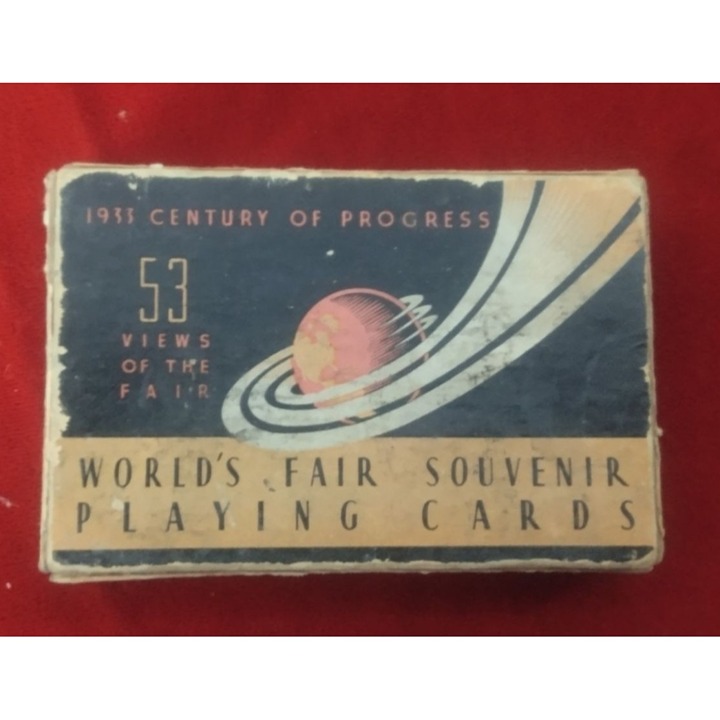 1933 CENTURY OF PROGRESS
53
VIEWS
OF THE
FAIR
WORLD'S FAIR SOUVENIR
PLAYING CARDS